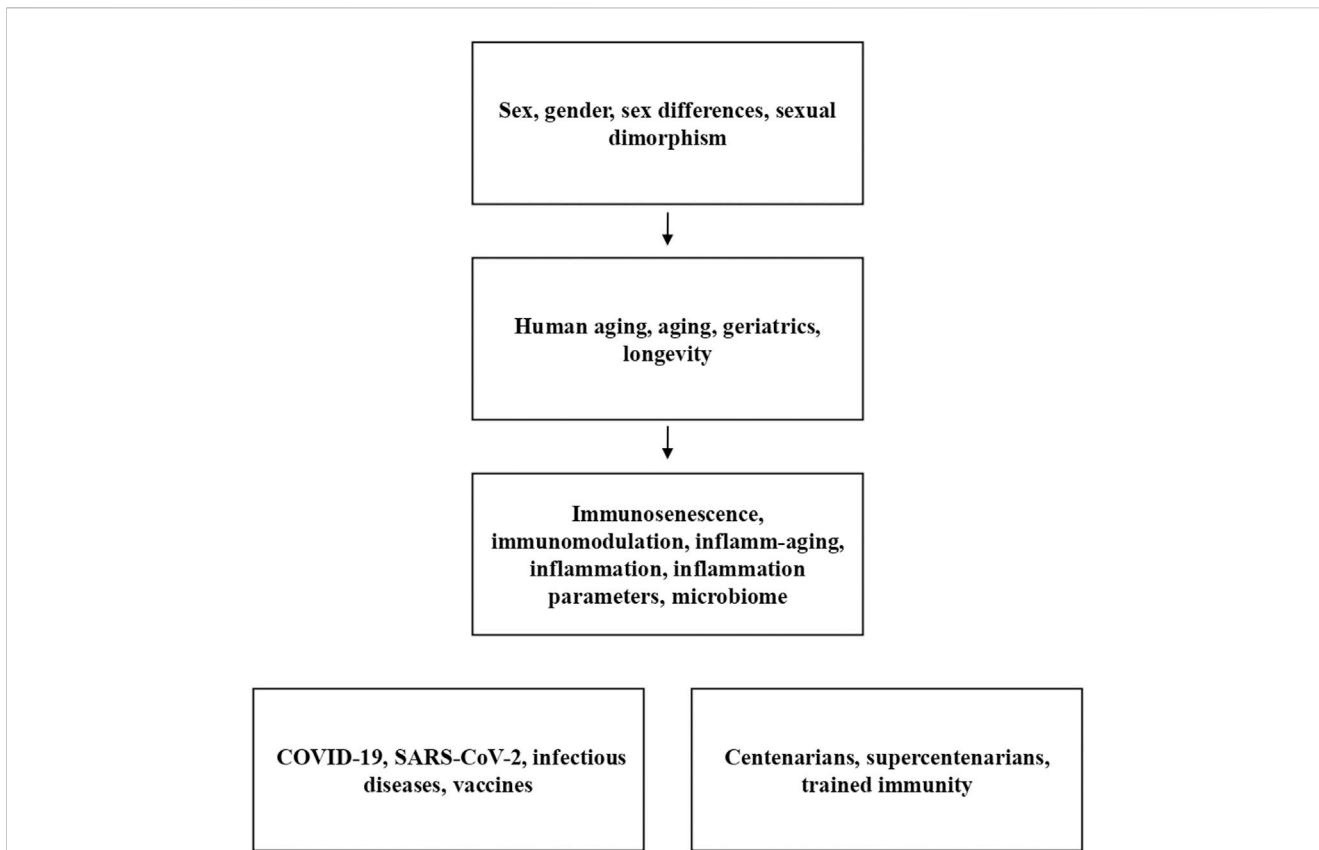 Sex, gender, sex differences, sexual
dimorphism
Human aging, aging, geriatrics,
longevity
Immunosenescence,
immunomodulation, inflamm-aging,
inflammation, inflammation
parameters, microbiome
COVID-19, SARS-CoV-2, infectious
diseases, vaccines
Centenarians, supercentenarians,
trained immunity